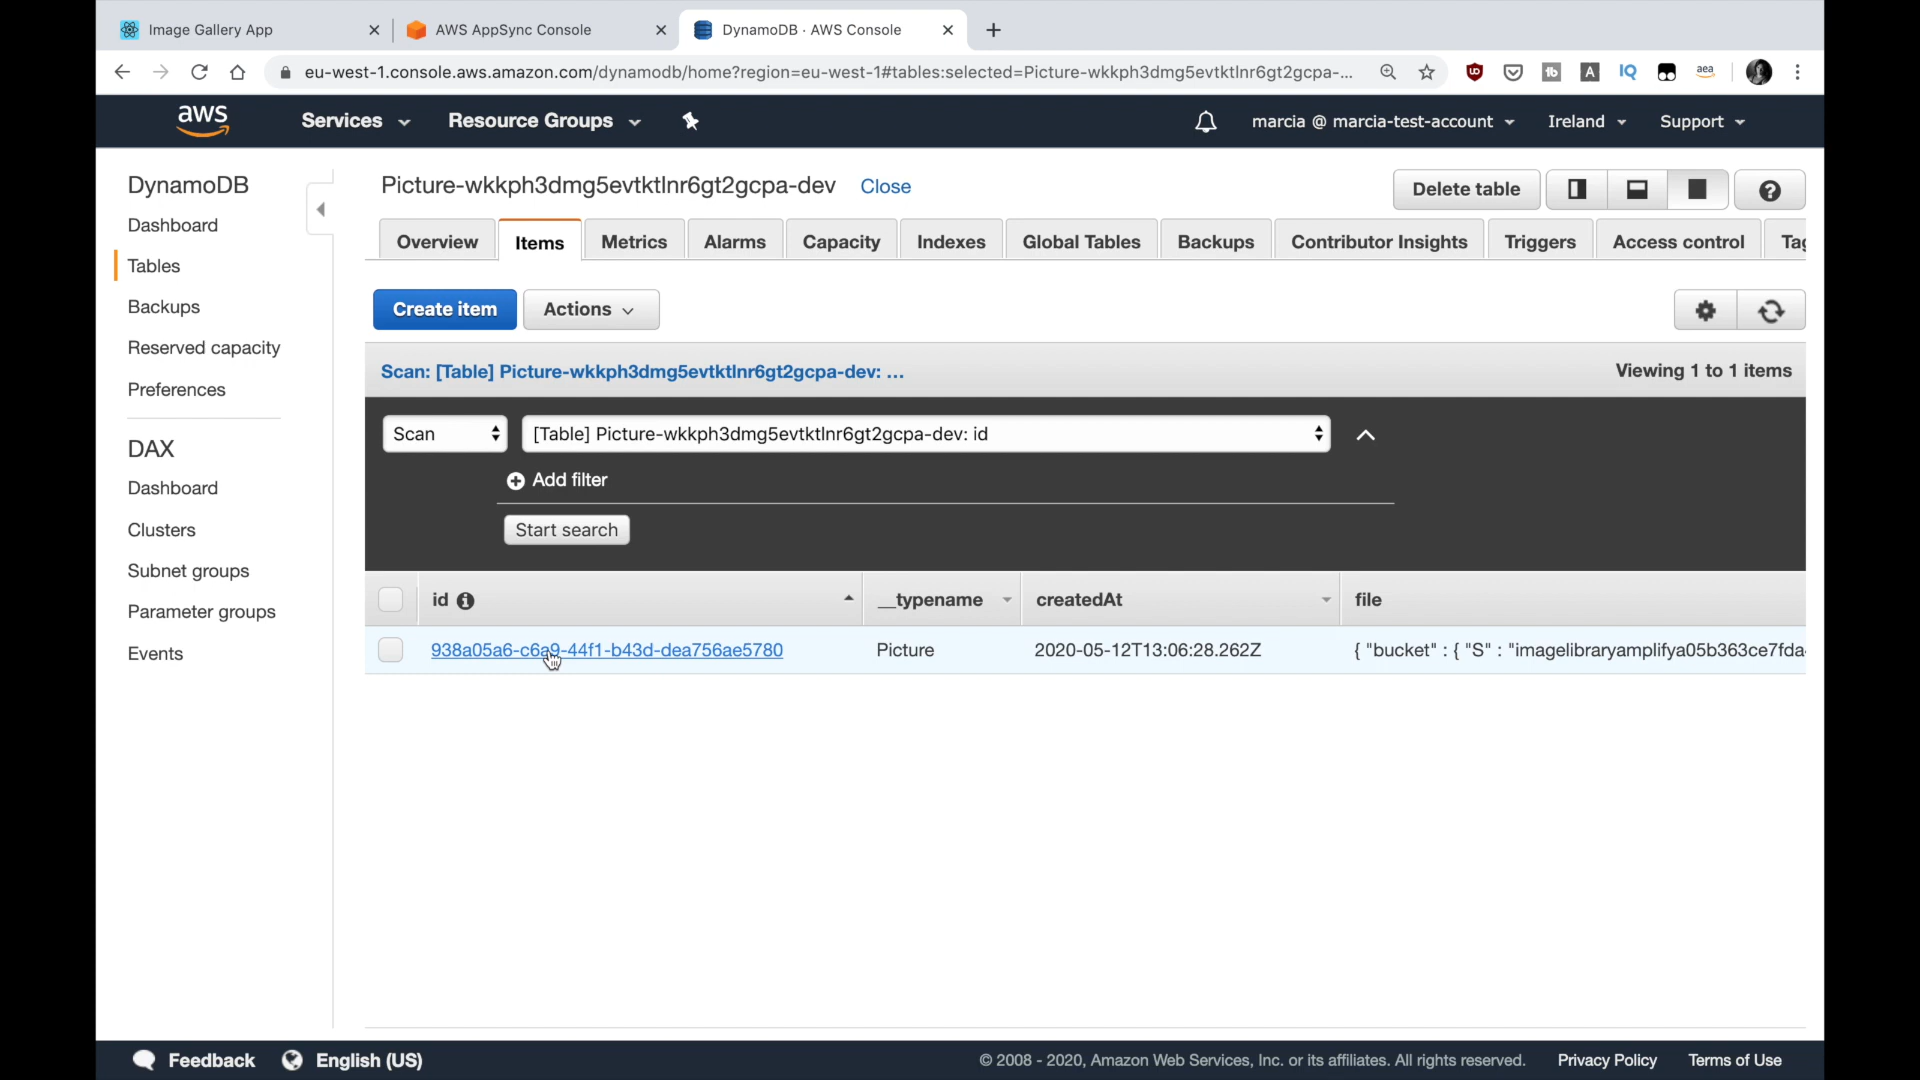 Image Gallery App
AWS AppSync Console
DynamoDB · AWS Console
eu-west-1.console.aws.amazon.com/dynamodb/home?region=eu-west-1#tables:selected=Picture-wkkph3dmg5evtktlnr6gt2gcpa-...
aws
Services
Resource Groups
marcia @ marcia-test-account
Ireland
Support
DynamoDB
Dashboard
Tables
Backups
Reserved capacity
Preferences
DAX
Dashboard
Clusters
Subnet groups
Parameter groups
Events
Picture-wkkph3dmg5evtktlnr6gt2gcpa-dev
Close
Delete table
Overview
Items
Metrics
Alarms
Capacity
Indexes
Global Tables
Backups
Contributor Insights
Triggers
Access control
Tag
Create item
Actions
Scan: [Table] Picture-wkkph3dmg5evtktlnr6gt2gcpa-dev: ...
Viewing 1 to 1 items
Scan
[Table] Picture-wkkph3dmg5evtktlnr6gt2gcpa-dev: id
Add filter
Start search
id
__typename
createdAt
file
938a05a6-c6a9-44f1-b43d-dea756ae5780
Picture
2020-05-12T13:06:28.262Z
{ "bucket" : { "S" : "imagelibraryamplifya05b363ce7fda
Feedback
English (US)
© 2008 - 2020, Amazon Web Services, Inc. or its affiliates. All rights reserved.
Privacy Policy
Terms of Use